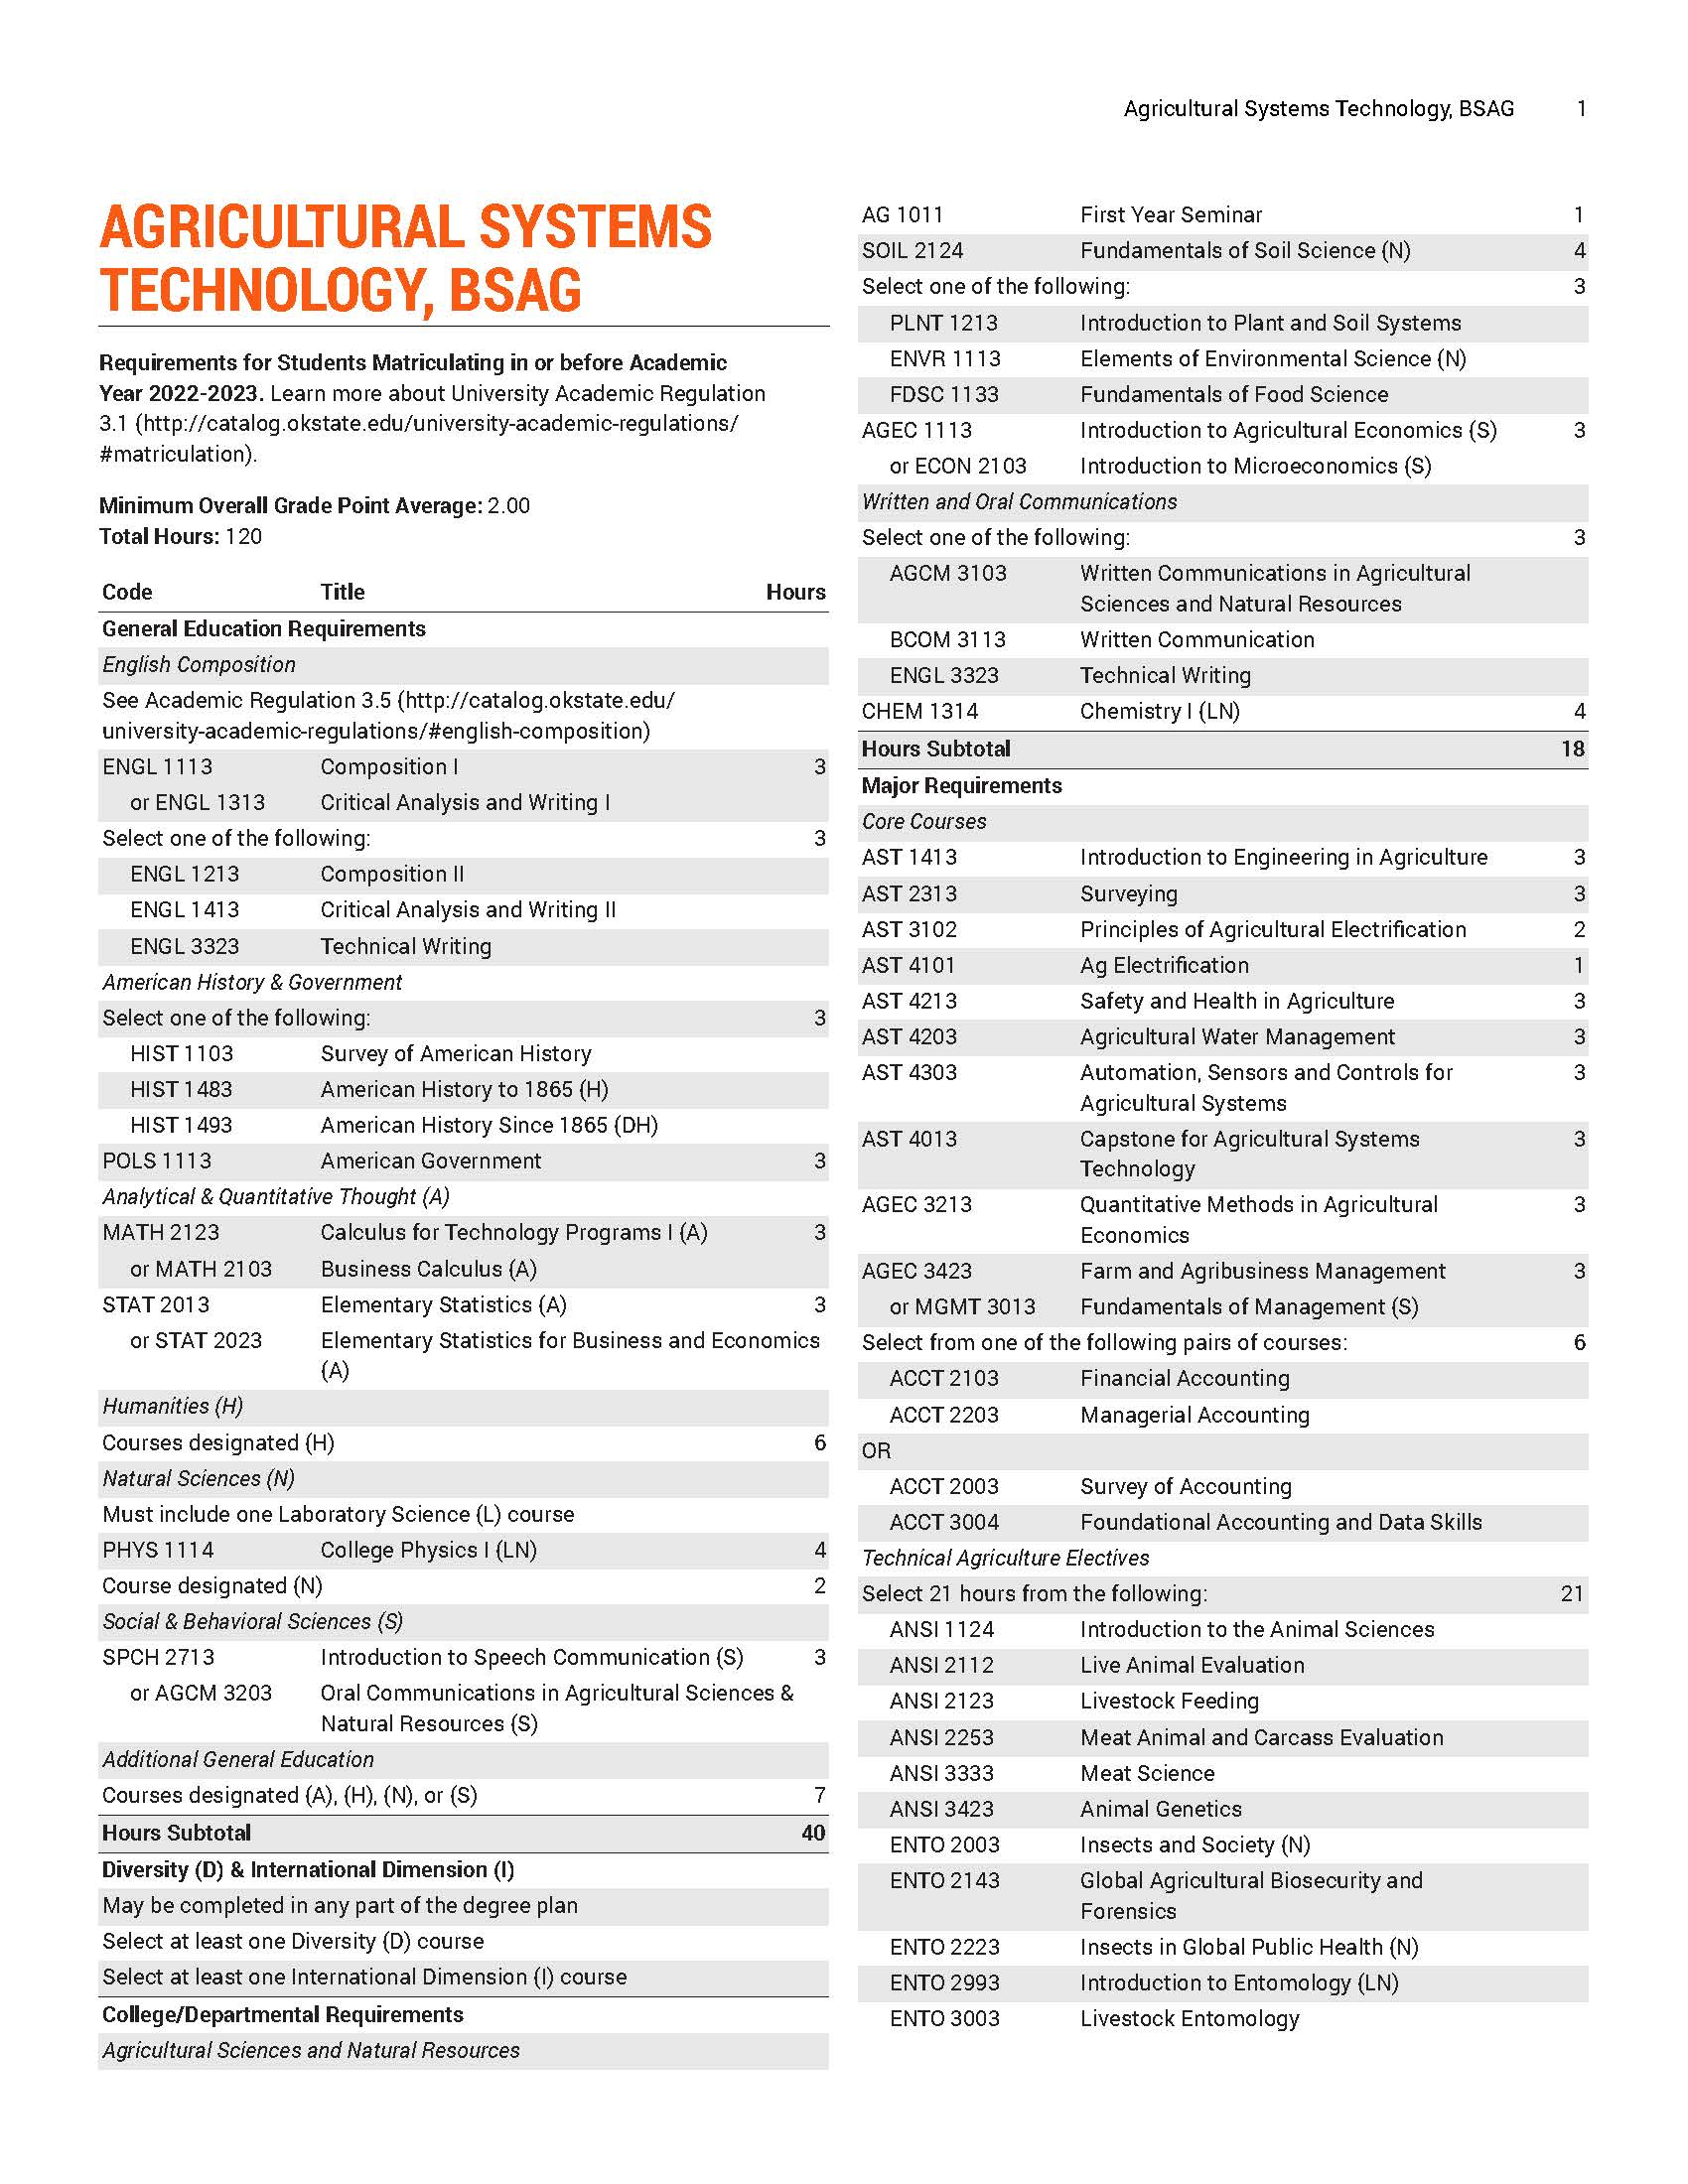 Agricultural Systems Technology, BSAG 1
AGRICULTURAL SYSTEMS
TECHNOLOGY, BSAG
Requirements for Students Matriculating in or before Academic
Year 2022-2023. Learn more about University Academic Regulation
3.1 (http://catalog.okstate.edu/university-academic-regulations/
#matriculation).
Minimum Overall Grade Point Average: 2.00
Total Hours: 120
Code Title Hours
General Education Requirements
English Composition
See Academic Regulation 3.5 (http://catalog.okstate.edu/
university-academic-regulations/#english-composition)
ENGL 1113 Composition I 3
or ENGL 1313 Critical Analysis and Writing I
Select one of the following: 3
ENGL 1213 Composition II
ENGL 1413 Critical Analysis and Writing II
ENGL 3323 Technical Writing
American History & Government
Select one of the following: 3
HIST 1103 Survey of American History
HIST 1483 American History to 1865 (H)
HIST 1493 American History Since 1865 (DH)
POLS 1113 American Government 3
Analytical & Quantitative Thought (A)
MATH 2123 Calculus for Technology Programs I (A) 3
or MATH 2103 Business Calculus (A)
STAT 2013 Elementary Statistics (A) 3
or STAT 2023 Elementary Statistics for Business and Economics
(A)
Humanities (H)
Courses designated (H) 6
Natural Sciences (N)
Must include one Laboratory Science (L) course
PHYS 1114 College Physics I (LN) 4
Course designated (N) 2
Social & Behavioral Sciences (S)
SPCH 2713 Introduction to Speech Communication (S) 3
or AGCM 3203 Oral Communications in Agricultural Sciences &
Natural Resources (S)
Additional General Education
Courses designated (A), (H), (N), or (S) 7
Hours Subtotal 40
Diversity (D) & International Dimension (I)
May be completed in any part of the degree plan
Select at least one Diversity (D) course
Select at least one International Dimension (I) course
College/Departmental Requirements
Agricultural Sciences and Natural Resources
AG 1011 First Year Seminar 1
SOIL 2124 Fundamentals of Soil Science (N) 4
Select one of the following: 3
PLNT 1213 Introduction to Plant and Soil Systems
ENVR 1113 Elements of Environmental Science (N)
FDSC 1133 Fundamentals of Food Science
AGEC 1113 Introduction to Agricultural Economics (S) 3
or ECON 2103 Introduction to Microeconomics (S)
Written and Oral Communications
Select one of the following: 3
AGCM 3103 Written Communications in Agricultural
Sciences and Natural Resources
BCOM 3113 Written Communication
ENGL 3323 Technical Writing
CHEM 1314 Chemistry I (LN) 4
Hours Subtotal 18
Major Requirements
Core Courses
AST 1413 Introduction to Engineering in Agriculture 3
AST 2313 Surveying 3
AST 3102 Principles of Agricultural Electrification 2
AST 4101 Ag Electrification 1
AST 4213 Safety and Health in Agriculture 3
AST 4203 Agricultural Water Management 3
AST 4303 Automation, Sensors and Controls for 3
Agricultural Systems
AST 4013 Capstone for Agricultural Systems 3
Technology
AGEC 3213 Quantitative Methods in Agricultural 3
Economics
AGEC 3423 Farm and Agribusiness Management 3
or MGMT 3013 Fundamentals of Management (S)
Select from one of the following pairs of courses: 6
ACCT 2103 Financial Accounting
ACCT 2203 Managerial Accounting
OR
ACCT 2003 Survey of Accounting
ACCT 3004 Foundational Accounting and Data Skills
Technical Agriculture Electives
Select 21 hours from the following: 21
ANSI 1124 Introduction to the Animal Sciences
ANSI 2112 Live Animal Evaluation
ANSI 2123 Livestock Feeding
ANSI 2253 Meat Animal and Carcass Evaluation
ANSI 3333 Meat Science
ANSI 3423 Animal Genetics
ENTO 2003 Insects and Society (N)
ENTO 2143 Global Agricultural Biosecurity and
Forensics
ENTO 2223 Insects in Global Public Health (N)
ENTO 2993 Introduction to Entomology (LN)
ENTO 3003 Livestock Entomology